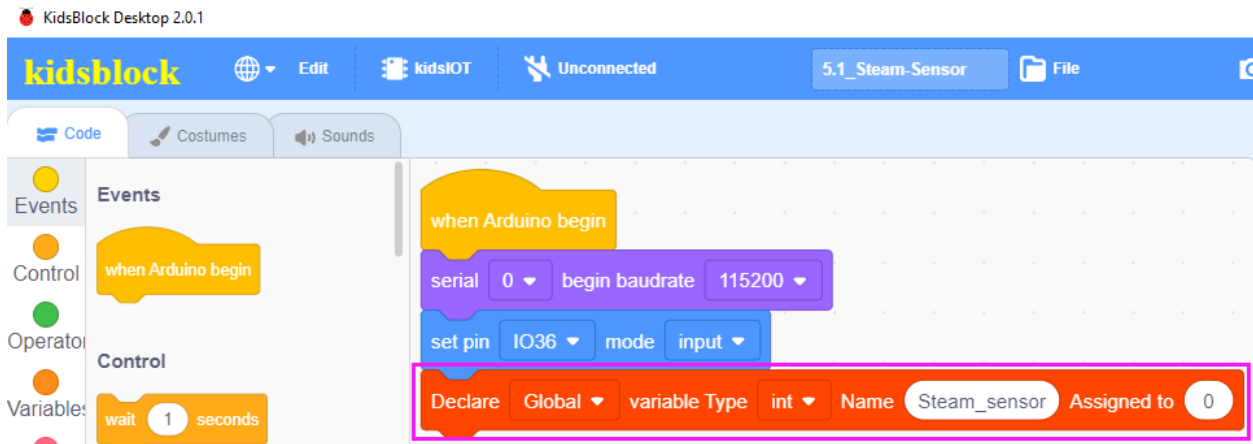 KidsBlock Desktop 2.0.1
kidsblock Edit kidsIOT Unconnected 5.1_Steam-Sensor File
Code Costumes Sounds
Events
Control
Operator
Variables
Events
when Arduino begin
Control
wait 1 seconds
when Arduino begin
serial 0 begin baudrate 115200
set pin IO36 mode input
Declare Global variable Type int Name Steam_sensor Assigned to 0